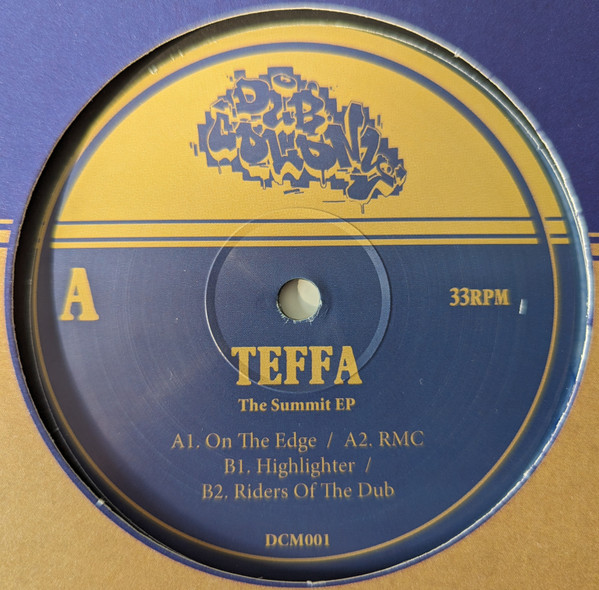 DUB
COLONY
A
33RPM
TEFFA
The Summit EP
A1. On The Edge / A2. RMC
B1. Highlighter /
B2. Riders Of The Dub
DCM001